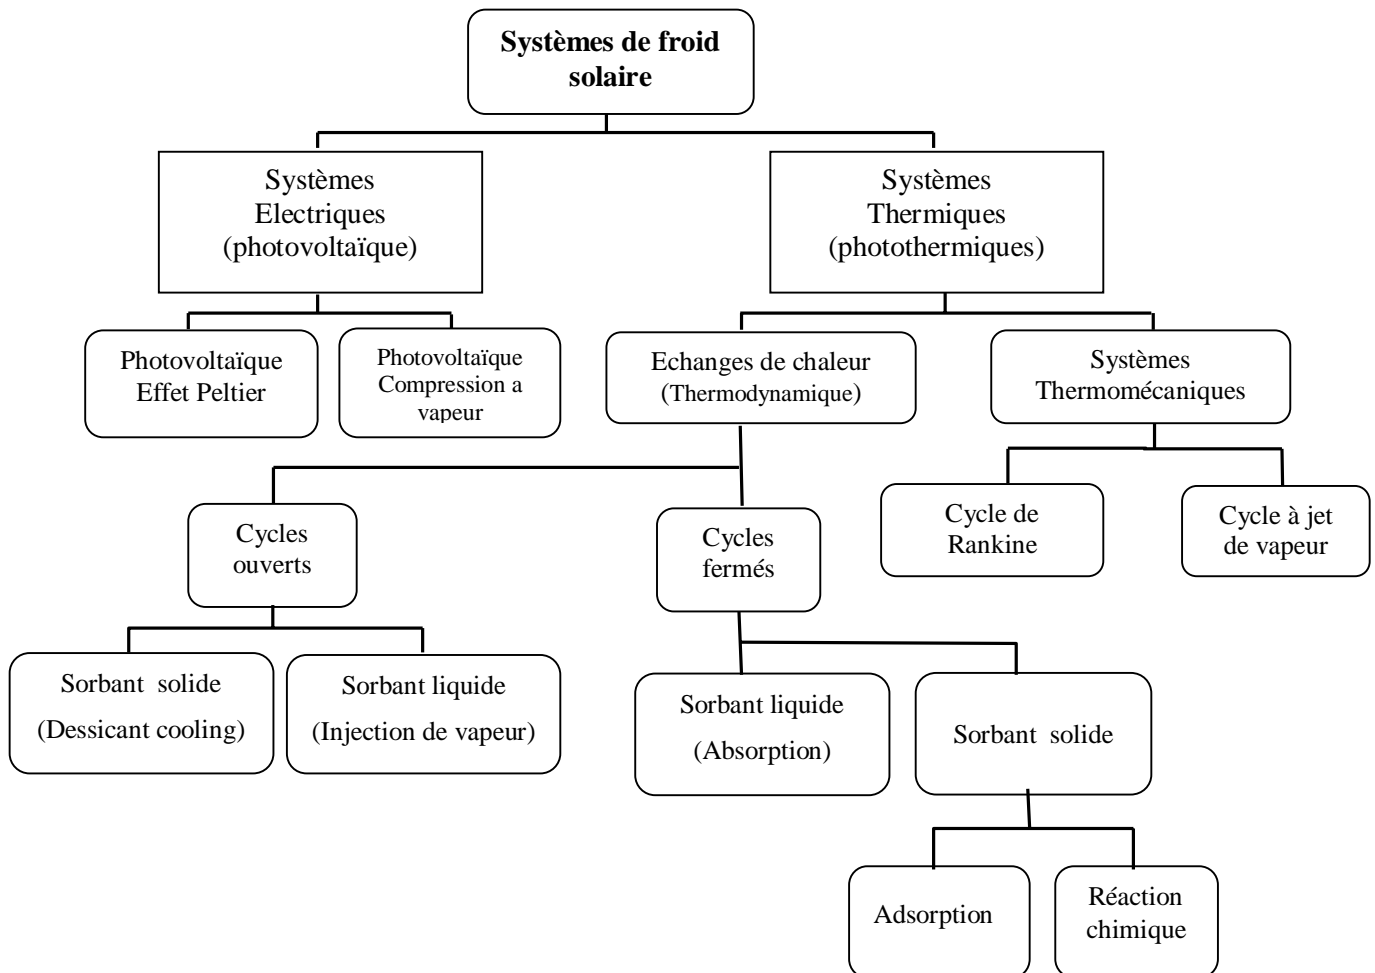 Systèmes de froid
solaire
Systèmes
Electriques
(photovoltaïque)
Systèmes
Thermiques
(photothermiques)
Photovoltaïque
Effet Peltier
Photovoltaïque
Compression a
vapeur
Echanges de chaleur
(Thermodynamique)
Systèmes
Thermomécaniques
Cycles
ouverts
Cycles
fermés
Cycle de
Rankine
Cycle à jet
de vapeur
Sorbant solide
(Dessicant cooling)
Sorbant liquide
(Injection de vapeur)
Sorbant liquide
(Absorption)
Sorbant solide
Adsorption
Réaction
chimique